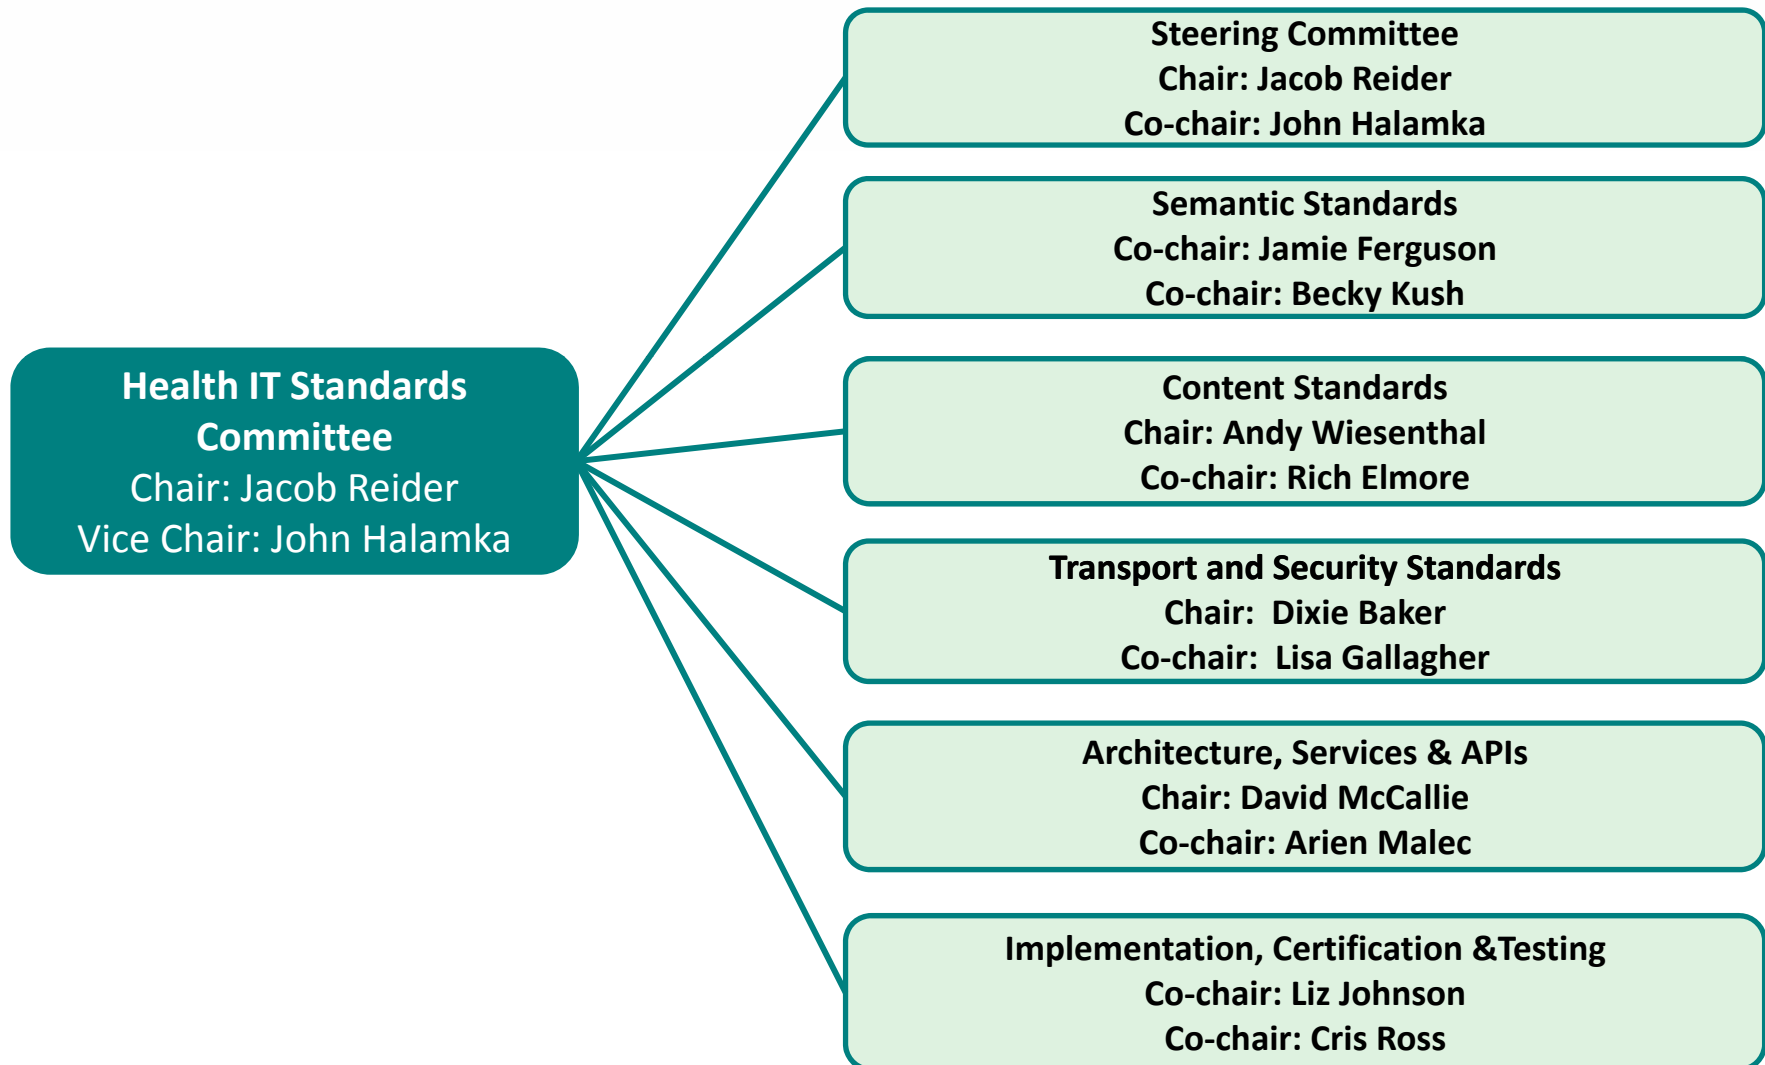 Health IT Standards
Committee
Chair: Jacob Reider
Vice Chair: John Halamka
Steering Committee
Chair: Jacob Reider
Co-chair: John Halamka
Semantic Standards
Co-chair: Jamie Ferguson
Co-chair: Becky Kush
Content Standards
Chair: Andy Wiesenthal
Co-chair: Rich Elmore
Transport and Security Standards
Chair:  Dixie Baker
Co-chair:  Lisa Gallagher
Architecture, Services & APIs
Chair: David McCallie
Co-chair: Arien Malec
Implementation, Certification &Testing
Co-chair: Liz Johnson
Co-chair: Cris Ross